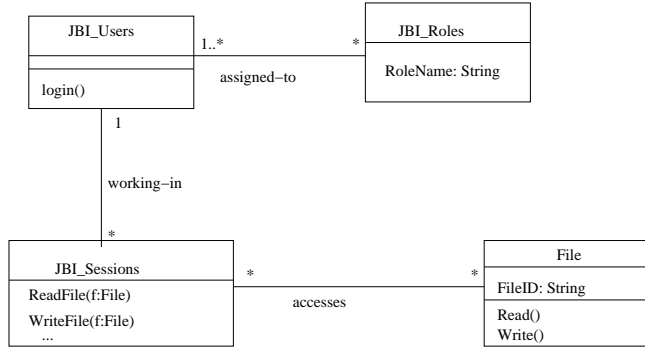 JBI_Users
login()
1..*
*
assigned−to
JBI_Roles
RoleName: String
1
working−in
*
JBI_Sessions
ReadFile(f:File)
WriteFile(f:File)
...
*
*
accesses
File
FileID: String
Read()
Write()